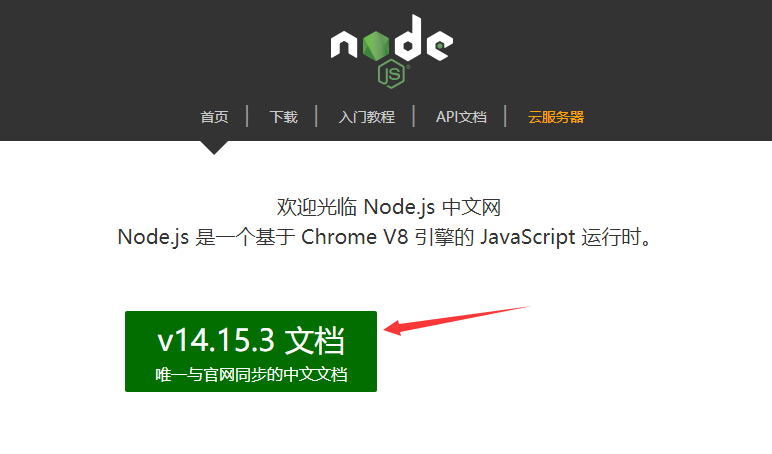 node
JS
首页 | 下载 | 入门教程 | API文档 | 云服务器
欢迎光临 Node.js 中文网
Node.js 是一个基于 Chrome V8 引擎的 JavaScript 运行时。
v14.15.3 文档
唯一与官网同步的中文文档